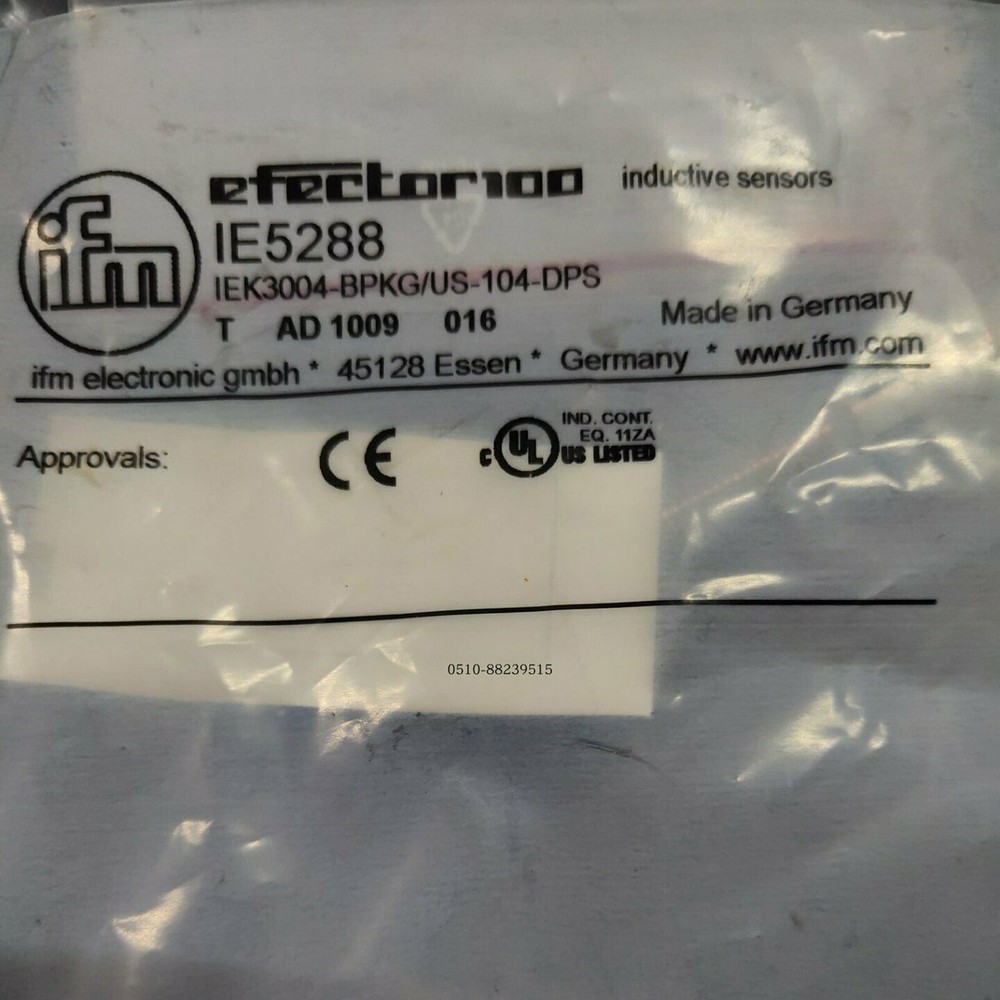 ifm
efector100 inductive sensors
IE5288
IEK3004-BPKG/US-104-DPS
T AD 1009 016 Made in Germany
ifm electronic gmbh * 45128 Essen * Germany * www.ifm.com
Approvals:
CE
IND. CONT.
EQ. 11ZA
c UL US LISTED
0510-88239515